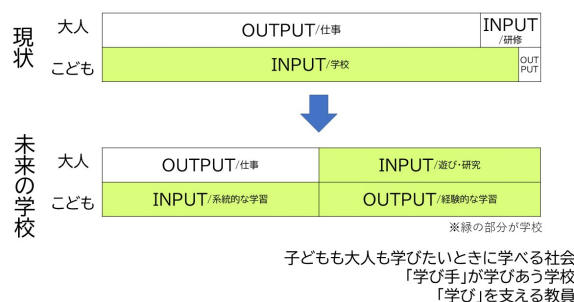 現状
大人
OUTPUT/仕事
INPUT
/研修
こども
INPUT/学校
OUT
PUT
未来の学校
大人
OUTPUT/仕事
INPUT/遊び・研究
こども
INPUT/系統的な学習
OUTPUT/経験的な学習
※緑の部分が学校
子どもも大人も学びたいときに学べる社会
「学び手」が学びあう学校
「学び」を支える教員